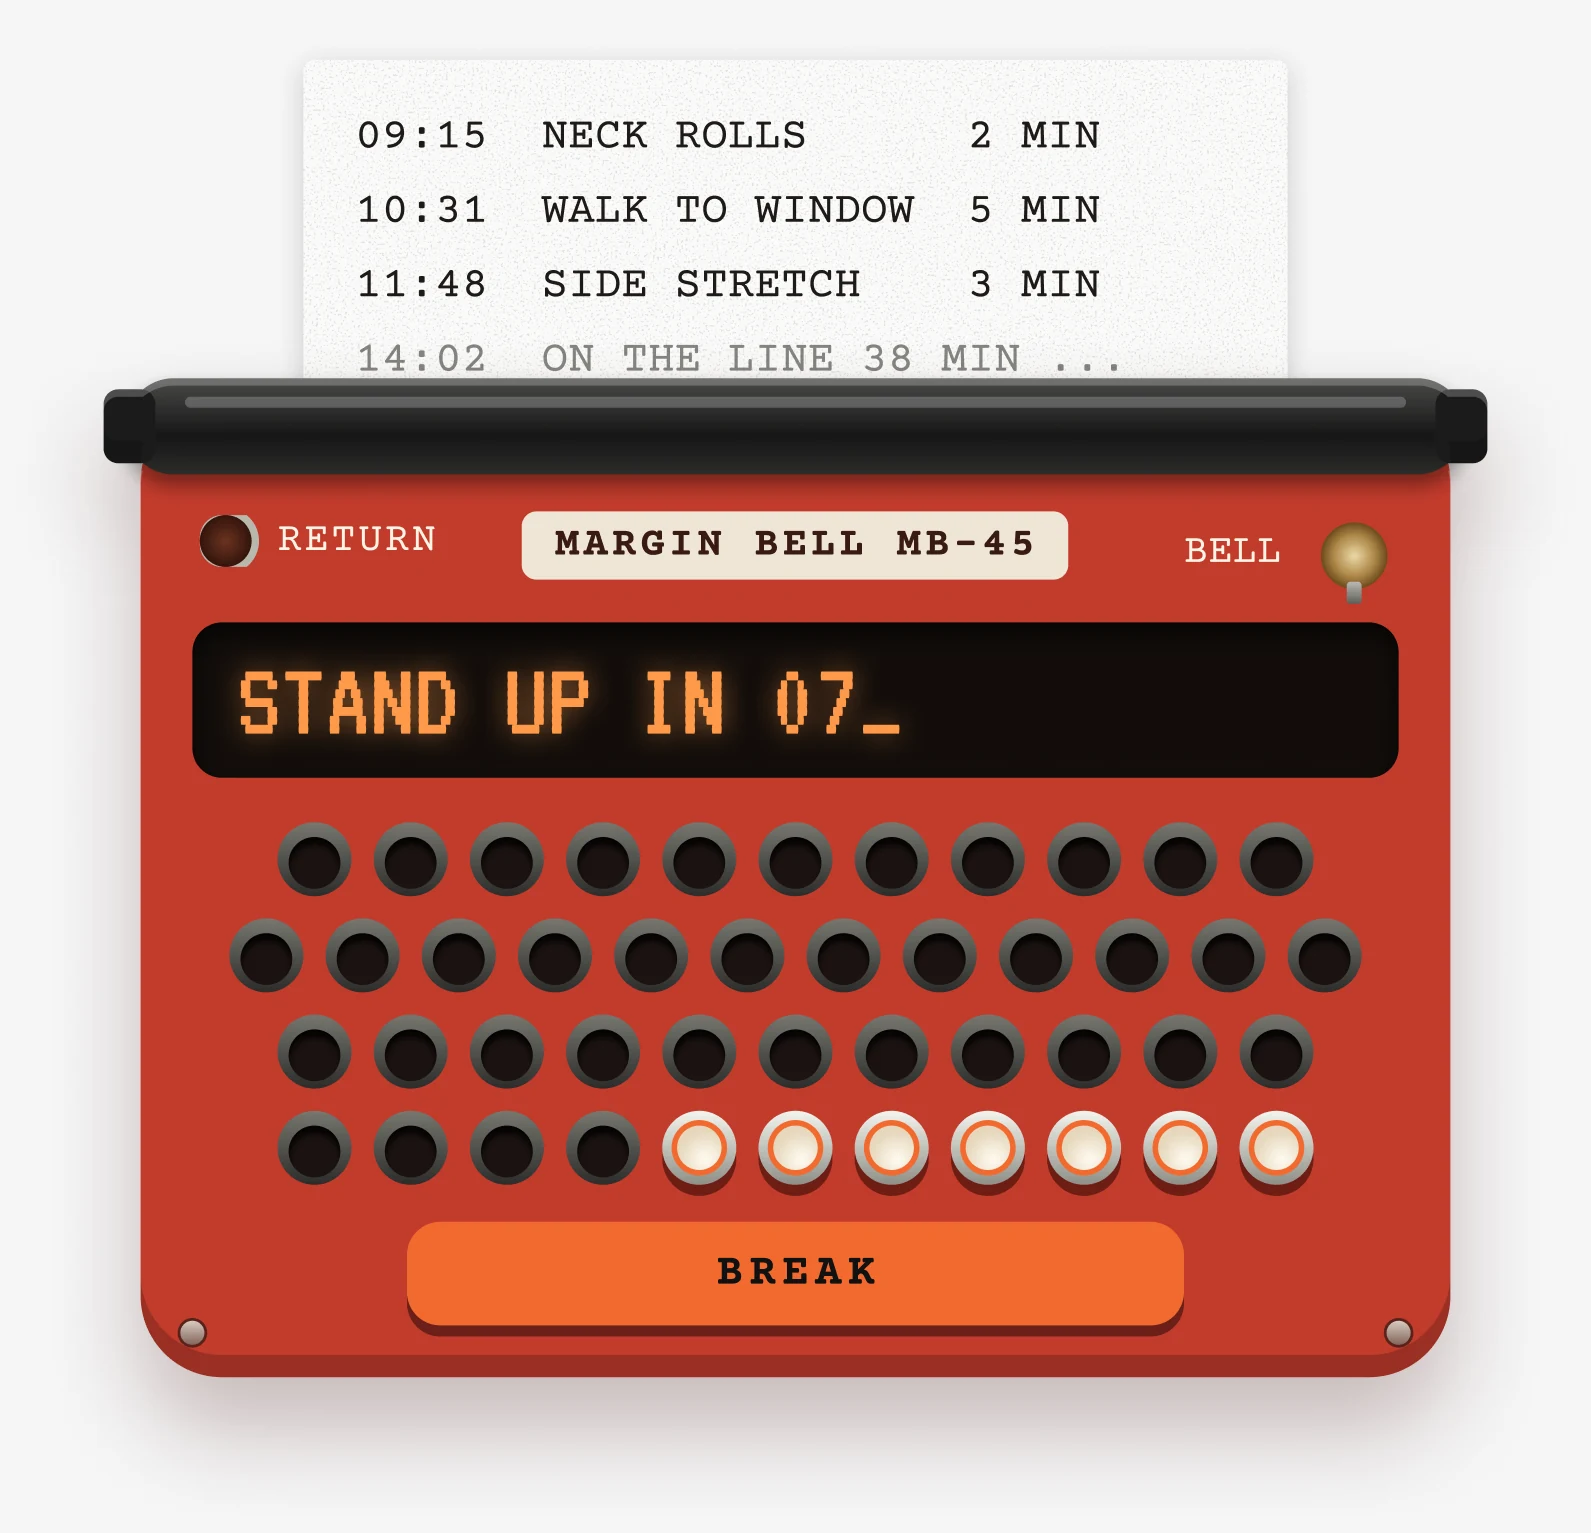 09:15 NECK ROLLS 2 MIN
10:31 WALK TO WINDOW 5 MIN
11:48 SIDE STRETCH 3 MIN
14:02 ON THE LINE 38 MIN ...
RETURN
MARGIN BELL MB-45
BELL
STAND UP IN 07_
BREAK